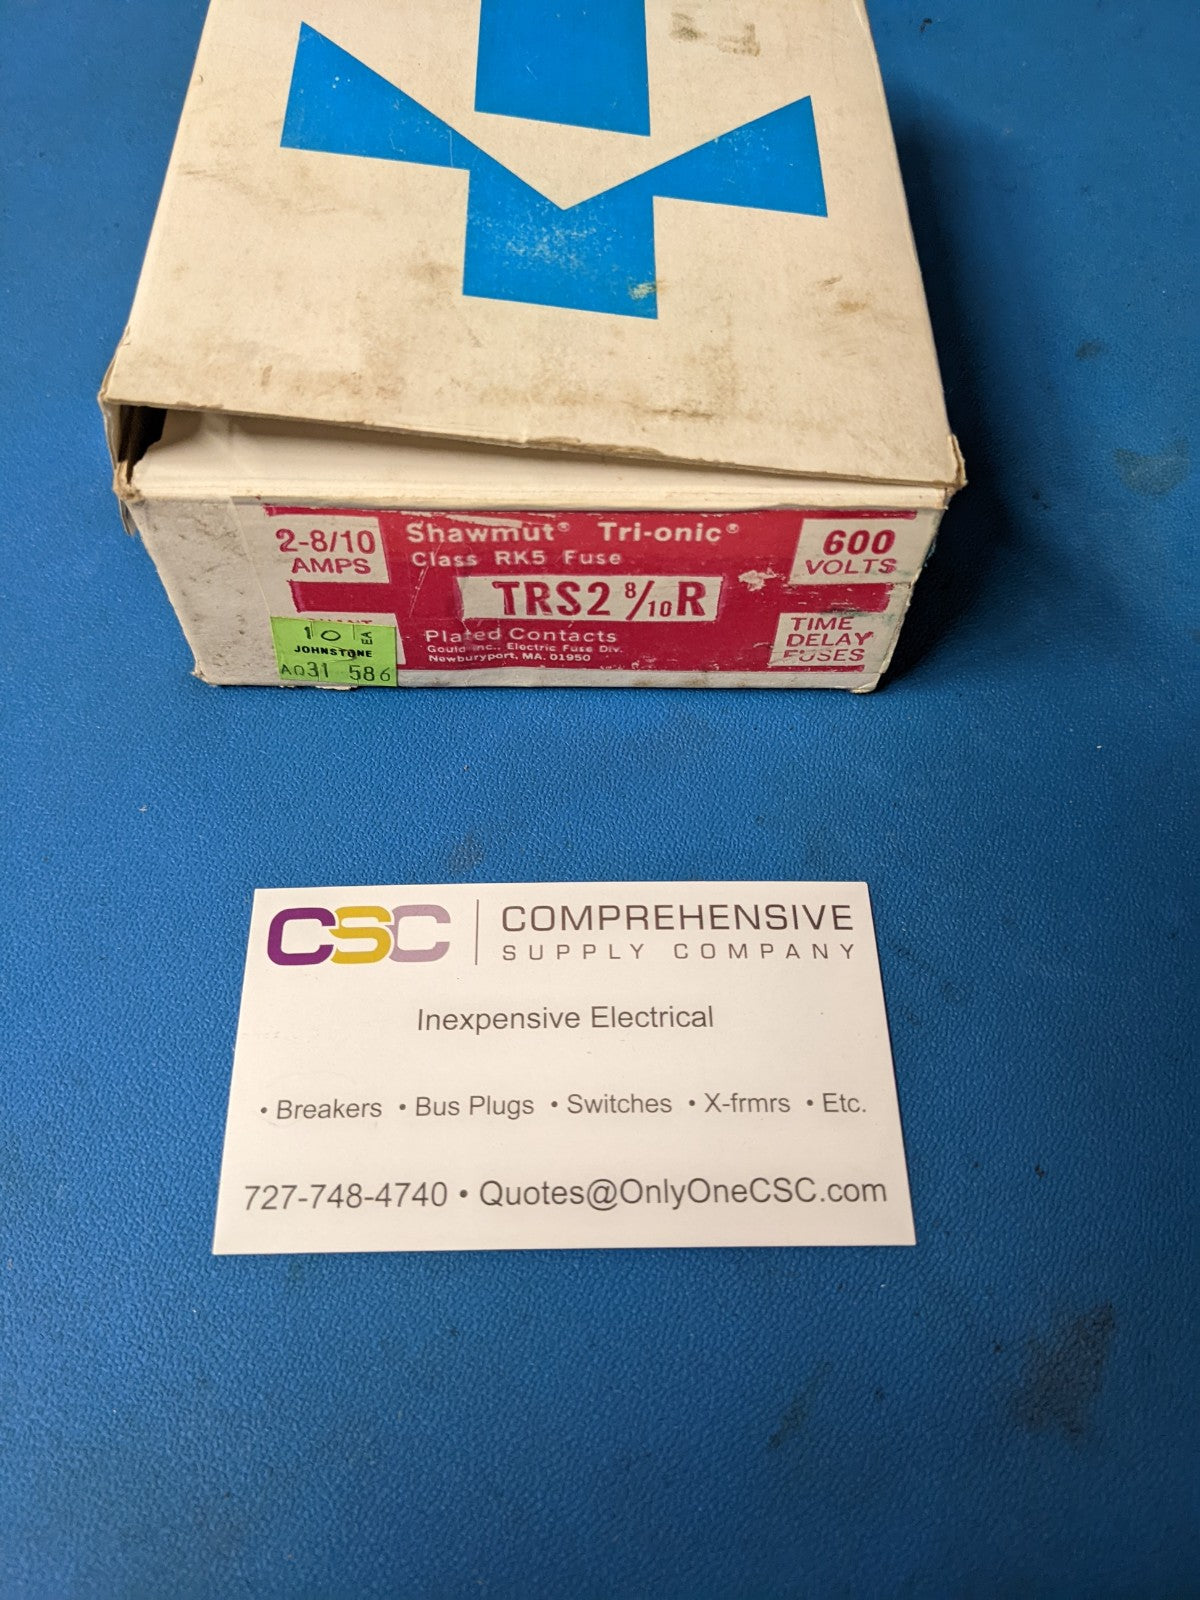 2-8/10
AMPS
Shawmut® Tri-onic®
Class RK5 Fuse
TRS2 8/10 R
Plated Contacts
Gould Inc., Electric Fuse Div.
Newburyport, MA. 01950
600
VOLTS
TIME
DELAY
FUSES
10 EA
JOHNSTONE
A031 586
CSC
COMPREHENSIVE
SUPPLY COMPANY
Inexpensive Electrical
• Breakers • Bus Plugs • Switches • X-frmrs • Etc.
727-748-4740 • Quotes@OnlyOneCSC.com